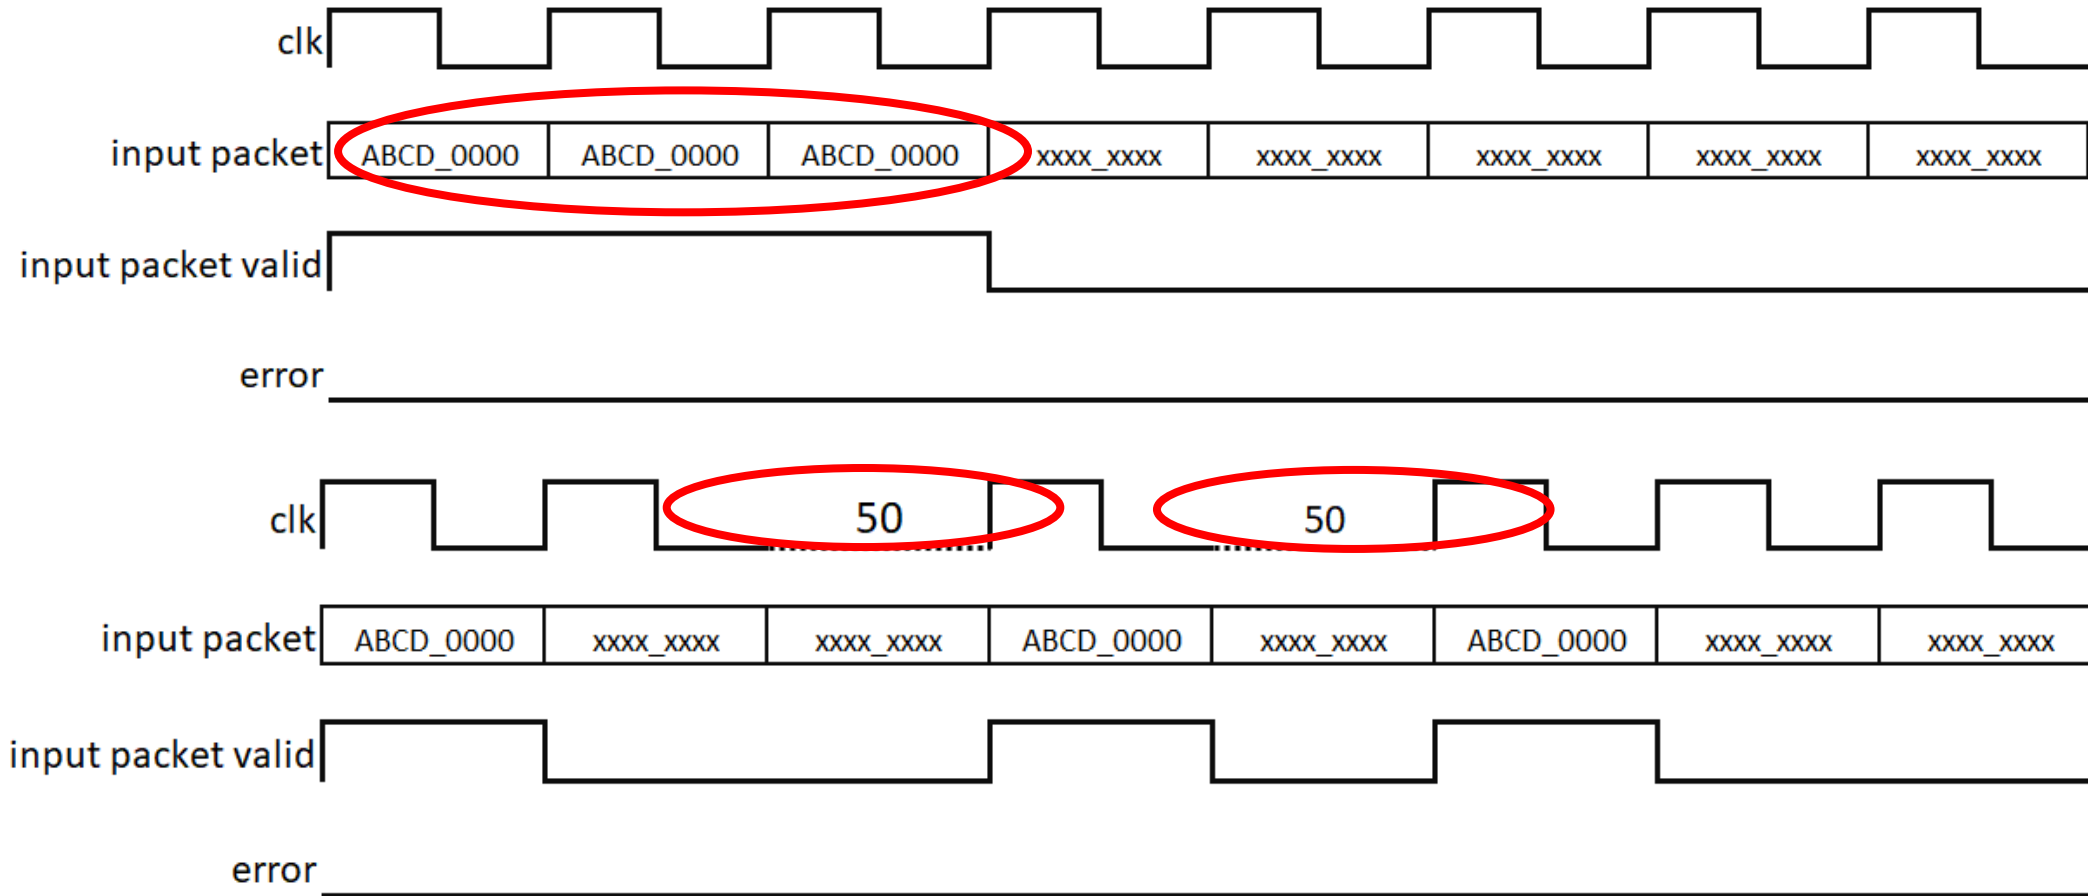 clk
input packet ABCD_0000 ABCD_0000 ABCD_0000 xxxx_xxxx xxxx_xxxx xxxx_xxxx xxxx_xxxx xxxx_xxxx
input packet valid
error
clk 50 50
input packet ABCD_0000 xxxx_xxxx xxxx_xxxx ABCD_0000 xxxx_xxxx ABCD_0000 xxxx_xxxx xxxx_xxxx
input packet valid
error